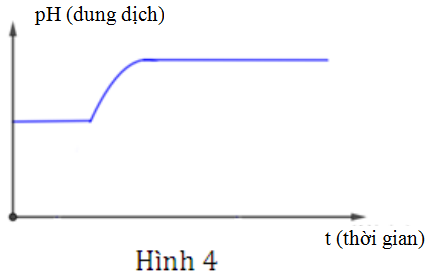 pH (dung dịch)
t (thời gian)
Hình 4